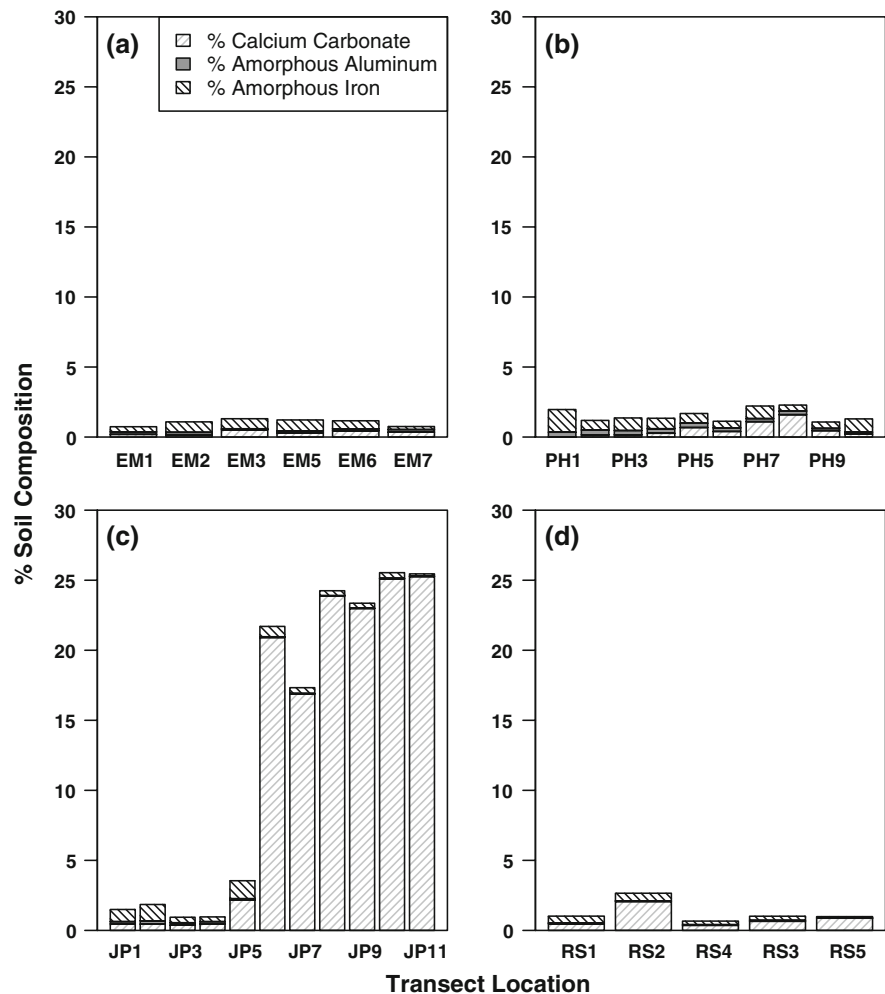 (a)
% Calcium Carbonate
% Amorphous Aluminum
% Amorphous Iron
30
25
20
15
10
5
0
EM1 EM2 EM3 EM5 EM6 EM7
(b)
30
25
20
15
10
5
0
PH1 PH3 PH5 PH7 PH9
% Soil Composition
(c)
30
25
20
15
10
5
0
JP1 JP3 JP5 JP7 JP9 JP11
(d)
30
25
20
15
10
5
0
RS1 RS2 RS4 RS3 RS5
Transect Location